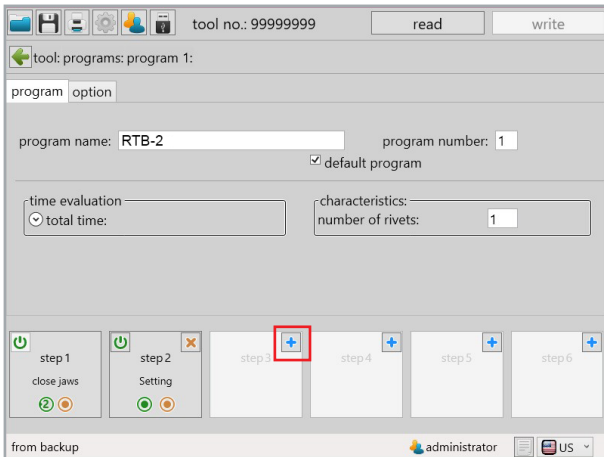 tool no.: 99999999 read write
tool: programs: program 1:
program option
program name: RTB-2 program number: 1
default program
time evaluation characteristics:
total time: number of rivets: 1
step 1 step 2 step 3 step 4 step 5 step 6
close jaws Setting
2
from backup administrator US